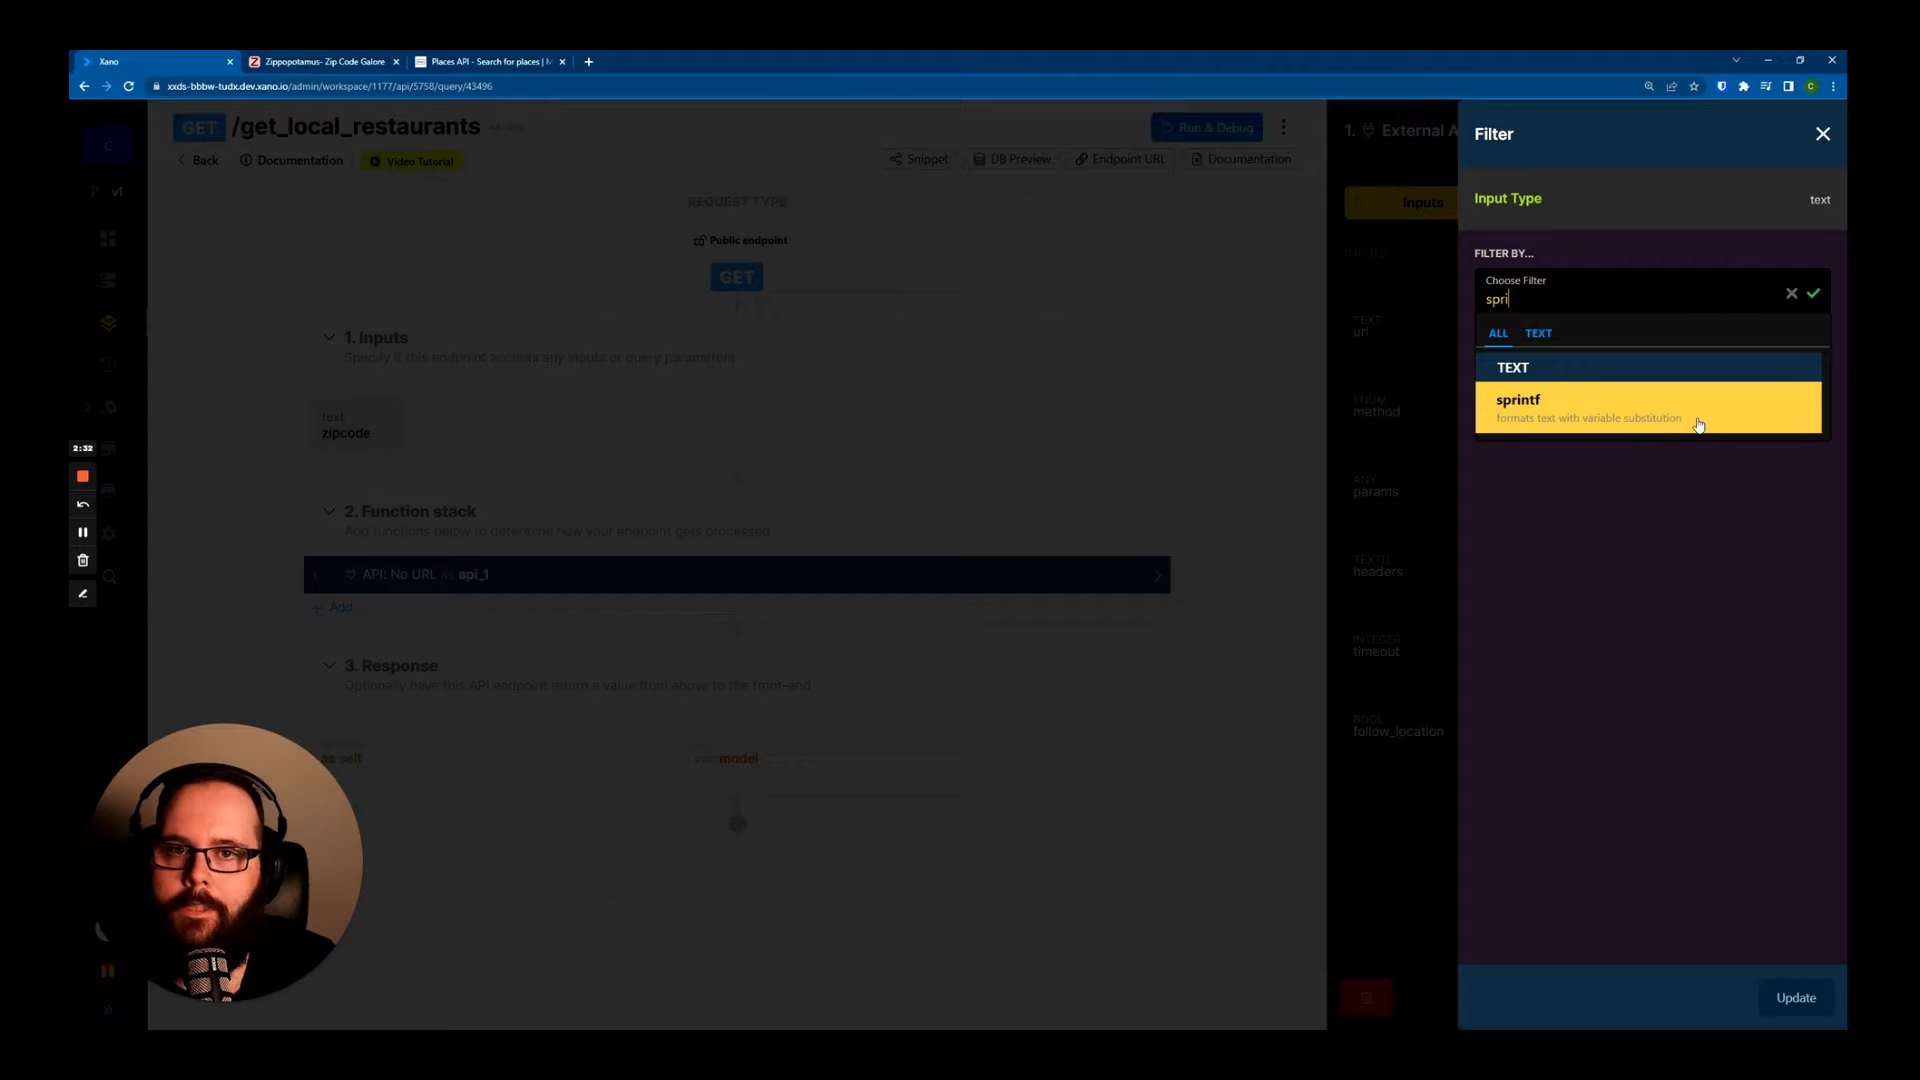 Xano
Zippopotamus- Zip Code Galore
Places API - Search for places | M
xxds-bbbw-tudx.dev.xano.io/admin/workspace/1177/api/5758/query/43496
C
C
v1
GET /get_local_restaurants
Run & Debug
Back
Documentation
Video Tutorial
Snippet
DB Preview
Endpoint URL
Documentation
REQUEST TYPE
Public endpoint
GET
1. Inputs
Specify if this endpoint accepts any inputs or query parameters
text
zipcode
2. Function stack
Add functions below to determine how your endpoint gets processed
API: No URL as api_1
Add
3. Response
Optionally have this API endpoint return a value from above to the front-end
as self
var: model
2:32
1. External A
Inputs
INPUTS
TEXT
url
ENUM
method
ANY
params
TEXT[]
headers
INTEGER
timeout
BOOL
follow_location
Filter
Input Type
text
FILTER BY...
Choose Filter
spri
ALL
TEXT
TEXT
sprintf
formats text with variable substitution
Update